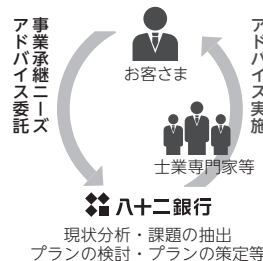 事業承継ニーズ
アドバイス委託
お客さま
アドバイス実施
士業専門家等
八十二銀行
現状分析・課題の抽出
プランの検討・プランの策定等